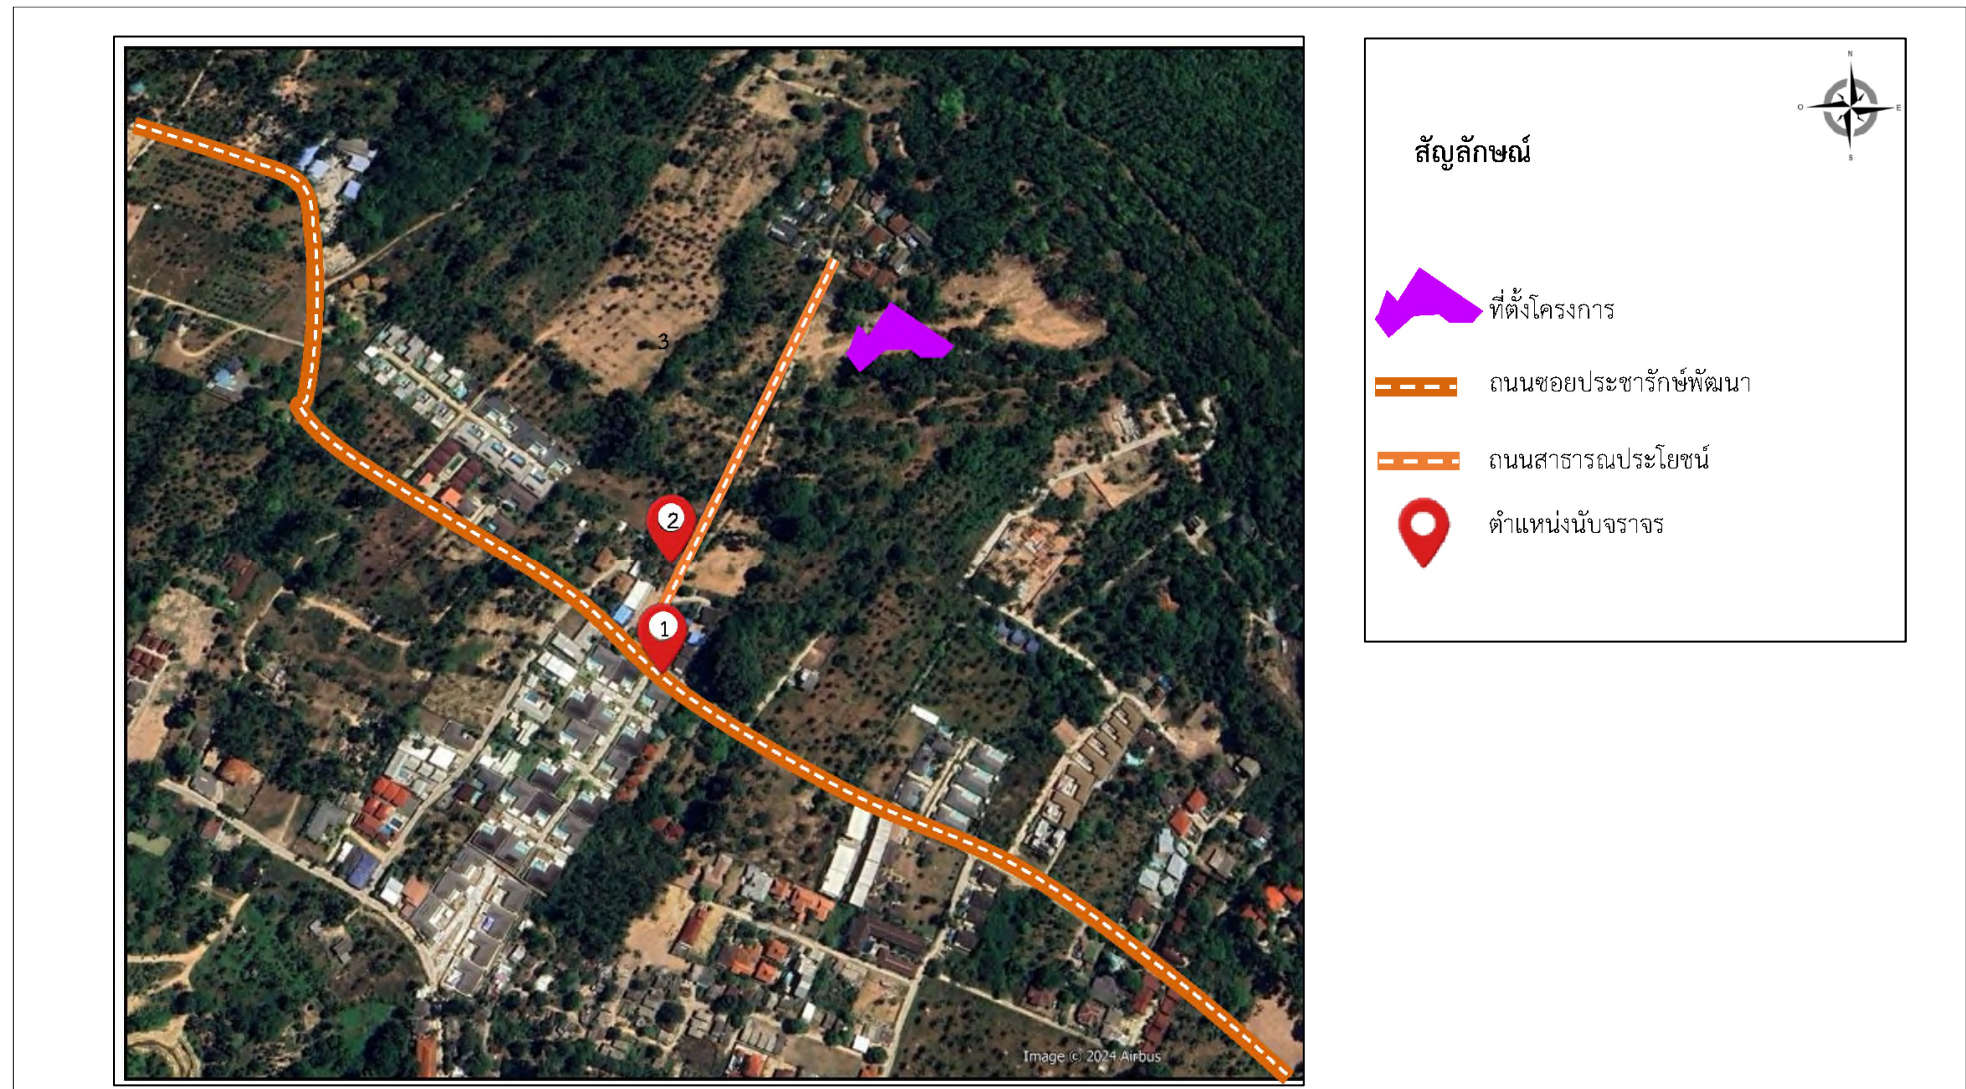 N
O
E
S
สัญลักษณ์
ที่ตั้งโครงการ
ถนนซอยประชารักษ์พัฒนา
ถนนสาธารณประโยชน์
ตำแหน่งนับจราจร
3
2
1
Image © 2024 Airbus